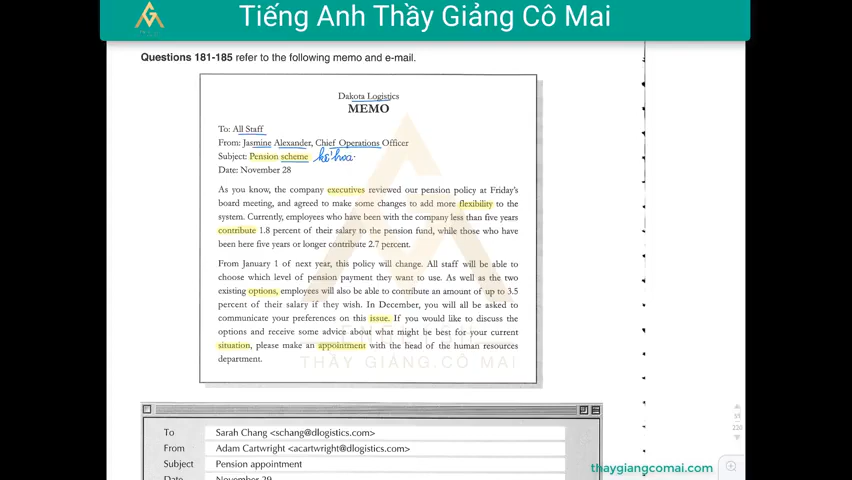 Tiếng Anh Thầy Giảng Cô Mai
Questions 181-185 refer to the following memo and e-mail.
Dakota Logistics
MEMO
To: All Staff
From: Jasmine Alexander, Chief Operations Officer
Subject: Pension scheme
Date: November 28
As you know, the company executives reviewed our pension policy at Friday's
board meeting, and agreed to make some changes to add more flexibility to the
system. Currently, employees who have been with the company less than five years
contribute 1.8 percent of their salary to the pension fund, while those who have
been here five years or longer contribute 2.7 percent.
From January 1 of next year, this policy will change. All staff will be able to
choose which level of pension payment they want to use. As well as the two
existing options, employees will also be able to contribute an amount of up to 3.5
percent of their salary if they wish. In December, you will all be asked to
communicate your preferences on this issue. If you would like to discuss the
options and receive some advice about what might be best for your current
situation, please make an appointment with the head of the human resources
department.
THẦY GIẢNG.CÔ MAI
To Sarah Chang <schang@dlogistics.com>
From Adam Cartwright <acartwright@dlogistics.com>
Subject Pension appointment
Date November 29
thaygiangcomai.com